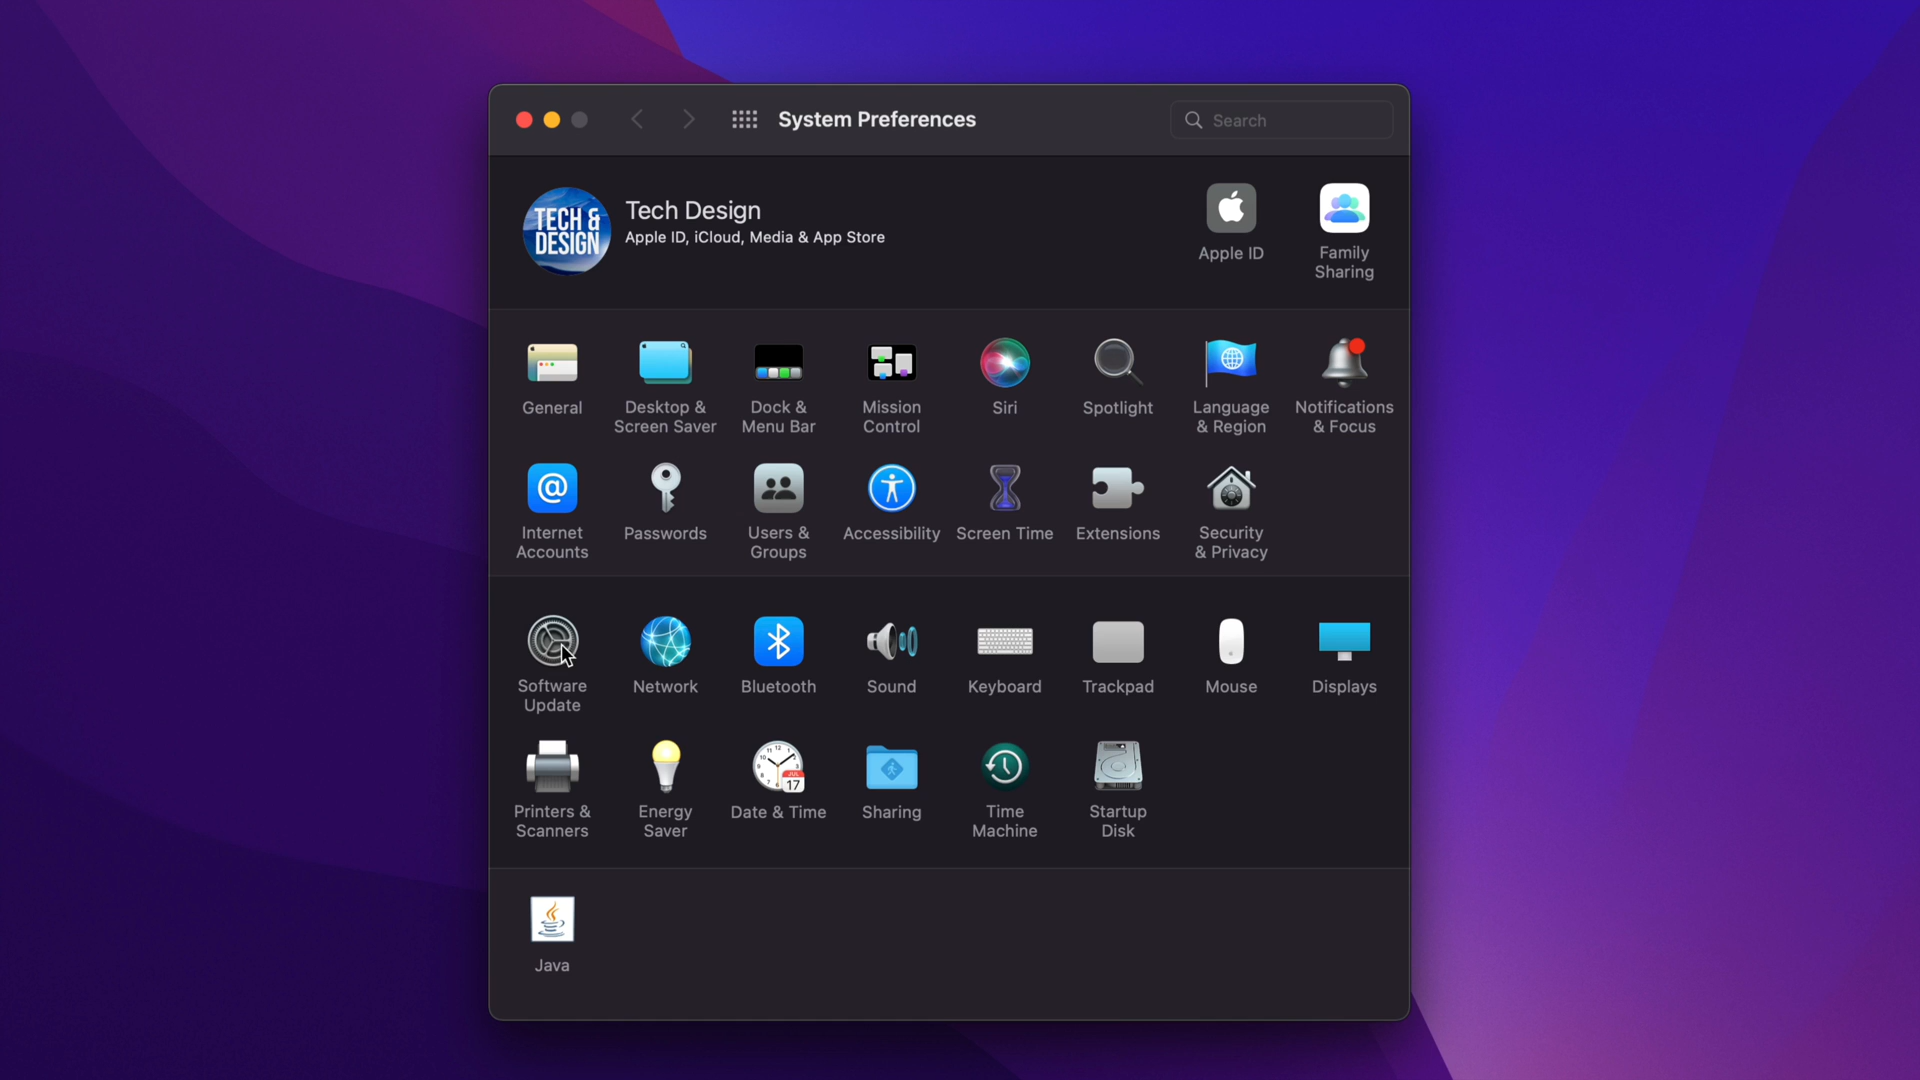 System Preferences
Search
TECH &
DESIGN
Tech Design
Apple ID, iCloud, Media & App Store
Apple ID
Family
Sharing
General
Desktop &
Screen Saver
Dock &
Menu Bar
Mission
Control
Siri
Spotlight
Language
& Region
Notifications
& Focus
@
Internet
Accounts
Passwords
Users &
Groups
Accessibility
Screen Time
Extensions
Security
& Privacy
Software
Update
Network
Bluetooth
Sound
Keyboard
Trackpad
Mouse
Displays
JUL
17
Printers &
Scanners
Energy
Saver
Date & Time
Sharing
Time
Machine
Startup
Disk
Java